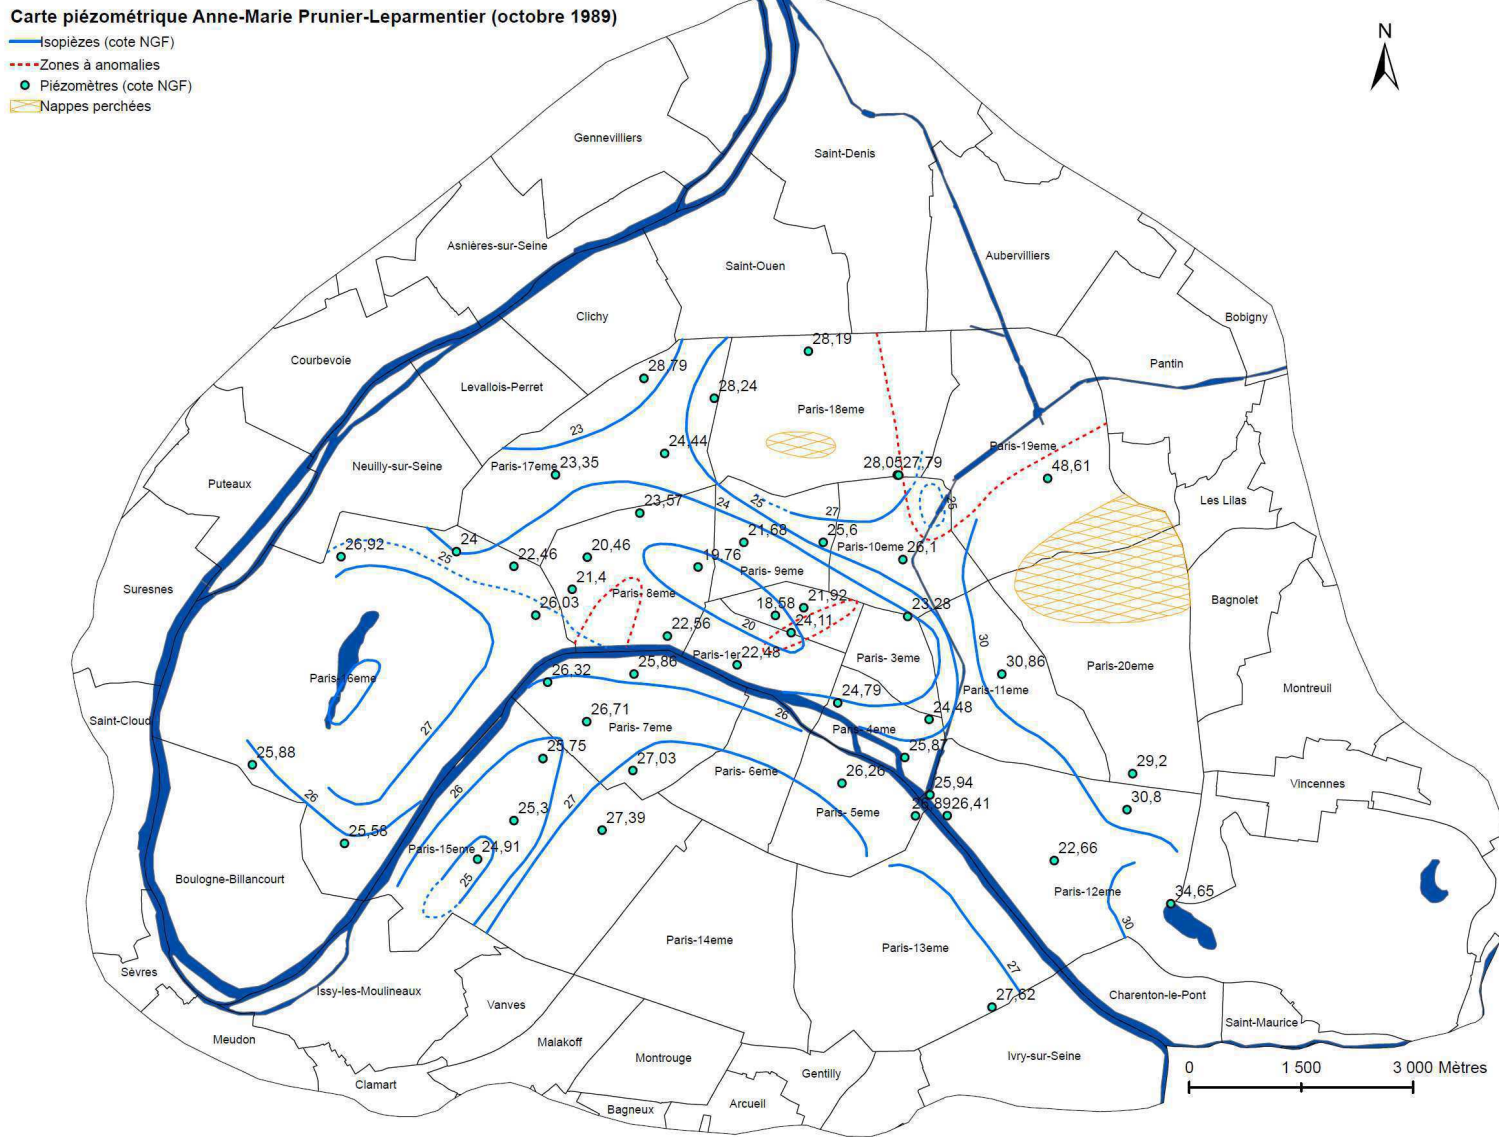 Carte piézométrique Anne-Marie Prunier-Leparmentier (octobre 1989)
Isopièzes (cote NGF)
Zones à anomalies
Piézomètres (cote NGF)
Nappes perchées
N
Gennevilliers
Saint-Denis
Asnières-sur-Seine
Saint-Ouen
Aubervilliers
Clichy
Bobigny
Courbevoie
Levallois-Perret
Pantin
28,19
28,79
28,24
Paris-18eme
23
24,44
Paris-19eme
Neuilly-sur-Seine
Paris-17eme
23,35
28,05
27,79
48,61
Puteaux
Les Lilas
23,57
24
25
27
26
21,68
25,6
Paris-10eme
26,1
26,92
25
24
22,46
20,46
19,76
Paris- 9eme
Suresnes
21,4
Paris- 8eme
Bagnolet
26,03
18,58
21,92
23,28
20
24,11
22,56
30
Paris-1er
22,48
Paris- 3eme
Paris-20eme
Paris-16eme
26,32
25,86
30,86
Paris-11eme
Montreuil
24,79
24,48
Saint-Cloud
27
26,71
Paris- 7eme
26
Paris- 4eme
25,88
25,75
27,03
Paris- 6eme
25,87
26,26
29,2
Vincennes
26
26
27
25,94
30,8
25,3
27,39
Paris- 5eme
26,41
25,58
Paris-15eme
24,91
22,66
25
Boulogne-Billancourt
Paris-12eme
34,65
30
Paris-14eme
Paris-13eme
27
Sèvres
Issy-les-Moulineaux
Vanves
27,62
Charenton-le-Pont
Saint-Maurice
Meudon
Malakoff
Montrouge
Ivry-sur-Seine
Clamart
Gentilly
Arcueil
Bagneux
0 1 500 3 000 Mètres